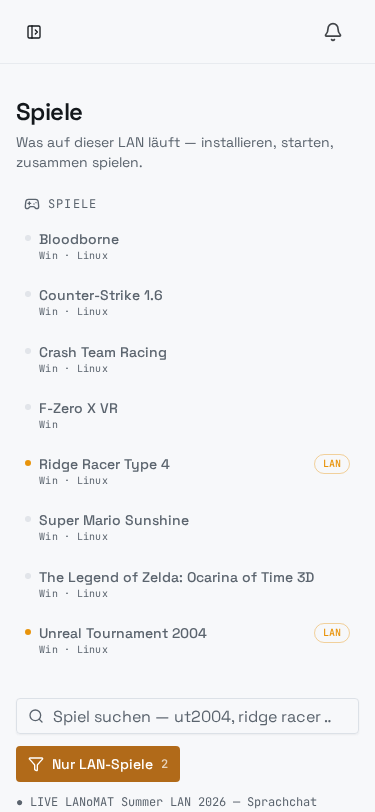 Spiele
Was auf dieser LAN läuft — installieren, starten,
zusammen spielen.
SPIELE
Bloodborne
Win · Linux
Counter-Strike 1.6
Win · Linux
Crash Team Racing
Win · Linux
F-Zero X VR
Win
Ridge Racer Type 4
LAN
Win · Linux
Super Mario Sunshine
Win · Linux
The Legend of Zelda: Ocarina of Time 3D
Win · Linux
Unreal Tournament 2004
LAN
Win · Linux
Spiel suchen — ut2004, ridge racer ..
Nur LAN-Spiele 2
● LIVE LANoMAT Summer LAN 2026 — Sprachchat